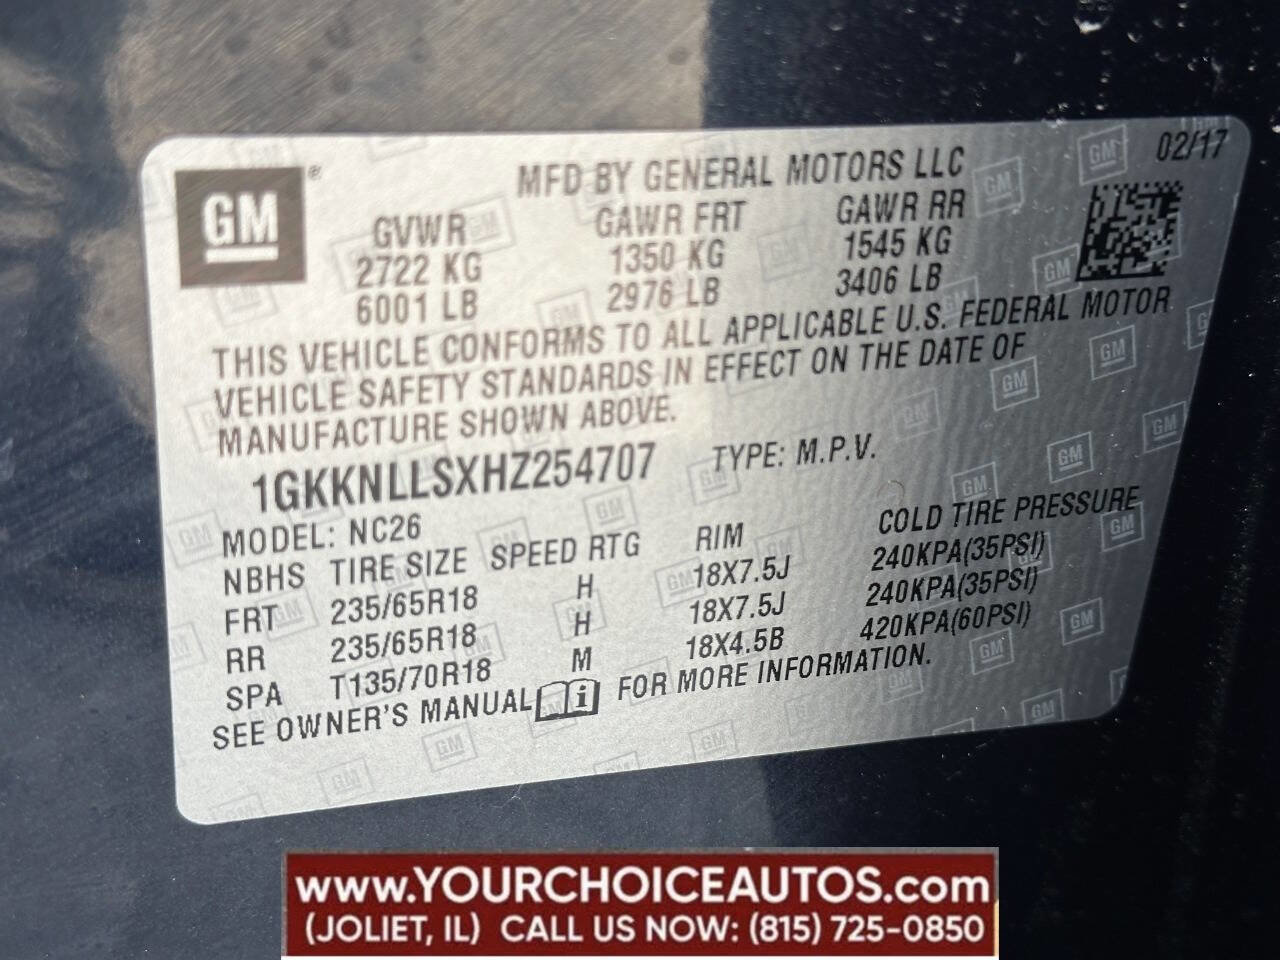 GM ®
MFD BY GENERAL MOTORS LLC 02/17
GVWR GAWR FRT GAWR RR
2722 KG 1350 KG 1545 KG
6001 LB 2976 LB 3406 LB
THIS VEHICLE CONFORMS TO ALL APPLICABLE U.S. FEDERAL MOTOR
VEHICLE SAFETY STANDARDS IN EFFECT ON THE DATE OF
MANUFACTURE SHOWN ABOVE.
1GKKNLLSXHZ254707 TYPE: M.P.V.
MODEL: NC26
NBHS TIRE SIZE SPEED RTG RIM COLD TIRE PRESSURE
FRT 235/65R18 H 18X7.5J 240KPA(35PSI)
RR 235/65R18 H 18X7.5J 240KPA(35PSI)
SPA T135/70R18 M 18X4.5B 420KPA(60PSI)
SEE OWNER'S MANUAL i FOR MORE INFORMATION.
www.YOURCHOICEAUTOS.com
(JOLIET, IL) CALL US NOW: (815) 725-0850